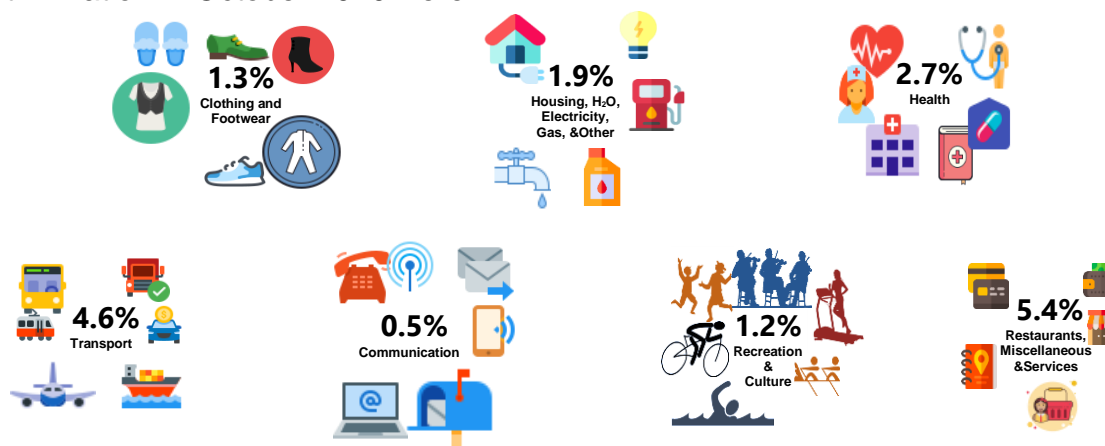 1.3%
Clothing and
Footwear
1.9%
Housing, H₂O,
Electricity,
Gas, &Other
2.7%
Health
4.6%
Transport
0.5%
Communication
1.2%
Recreation
&
Culture
5.4%
Restaurants,
Miscellaneous
&Services